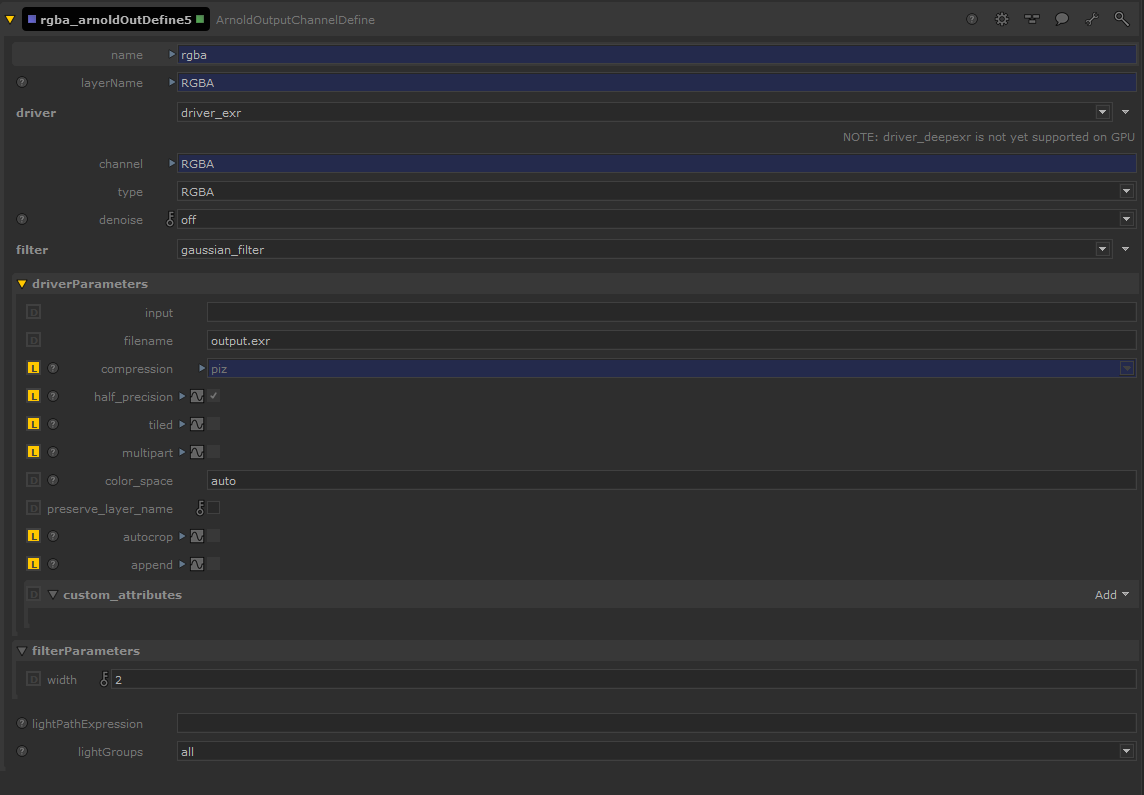 rgba_arnoldOutDefine5 ArnoldOutputChannelDefine
name rgba
layerName RGBA
driver driver_exr
NOTE: driver_deepexr is not yet supported on GPU
channel RGBA
type RGBA
denoise off
filter gaussian_filter
driverParameters
D input
D filename output.exr
L compression piz
L half_precision
L tiled
L multipart
D color_space auto
D preserve_layer_name
L autocrop
L append
D custom_attributes Add
filterParameters
D width 2
lightPathExpression
lightGroups all